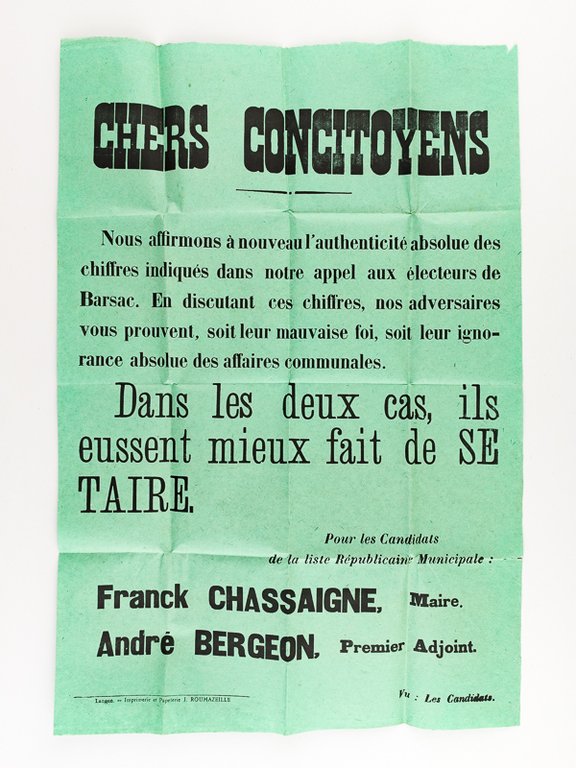 CHERS CONCITOYENS
Nous affirmons à nouveau l'authenticité absolue des
chiffres indiqués dans notre appel aux électeurs de
Barsac. En discutant ces chiffres, nos adversaires
vous prouvent, soit leur mauvaise foi, soit leur igno-
rance absolue des affaires communales.
Dans les deux cas, ils
eussent mieux fait de SE
TAIRE.
Pour les Candidats
de la liste Républicaine Municipale :
Franck CHASSAIGNE, Maire.
André BERGEON, Premier Adjoint.
Vu : Les Candidats.
Langon. — Imprimerie et Papeterie J. ROUHAZEILLE